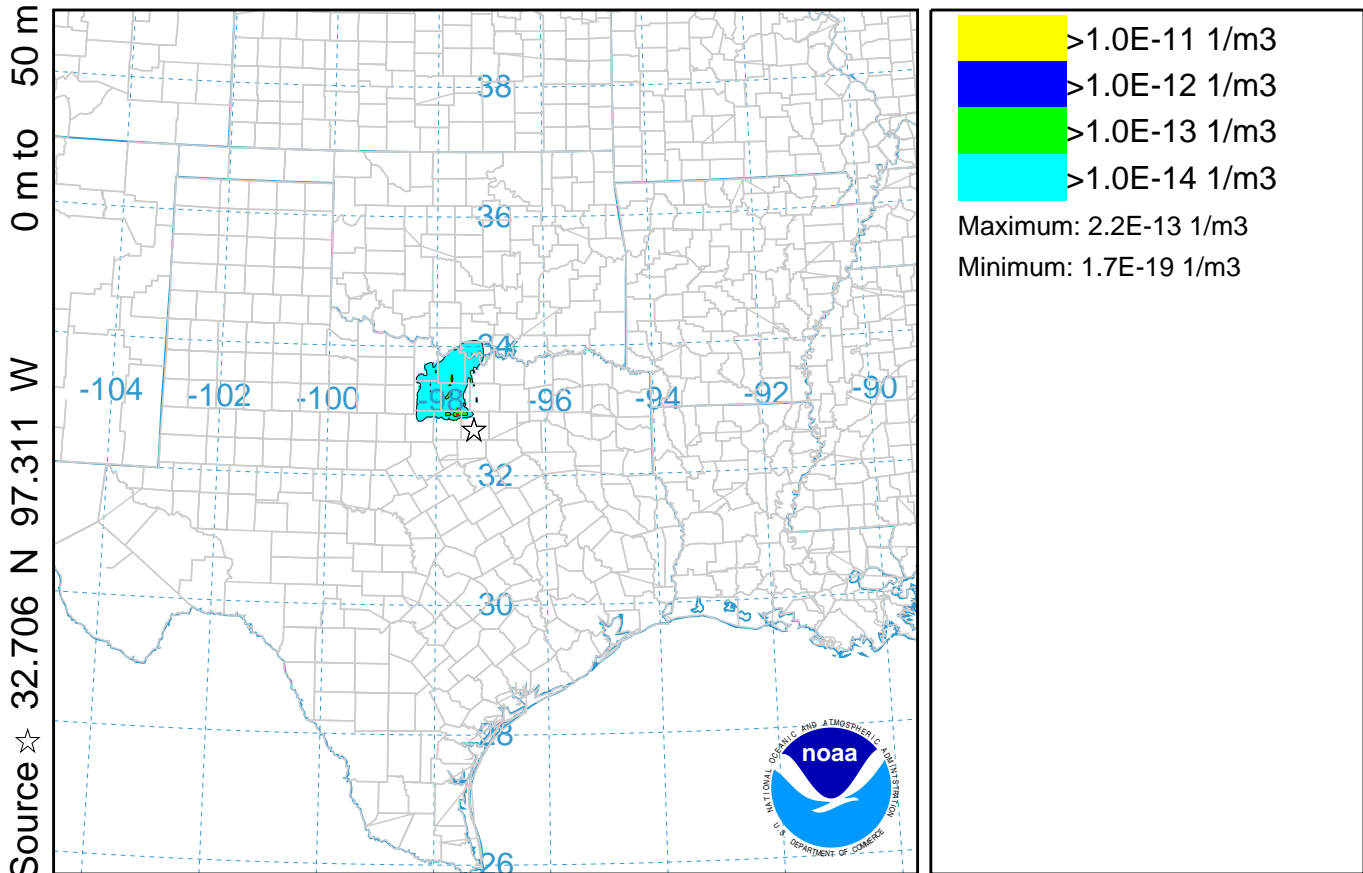 Source ☆ 32.706 N 97.311 W 0 m to 50 m
38
36
34
-104 -102 -100 -98 -96 -94 -92 -90
32
30
28
26
>1.0E-11 1/m3
>1.0E-12 1/m3
>1.0E-13 1/m3
>1.0E-14 1/m3
Maximum: 2.2E-13 1/m3
Minimum: 1.7E-19 1/m3
NATIONAL OCEANIC AND ATMOSPHERIC ADMINISTRATION
noaa
U.S. DEPARTMENT OF COMMERCE